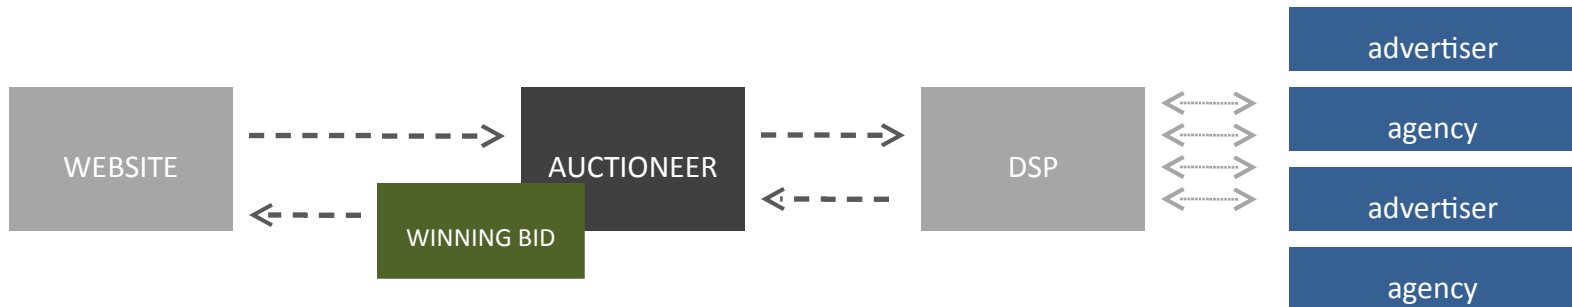 WEBSITE
AUCTIONEER
WINNING BID
DSP
advertiser
agency
advertiser
agency